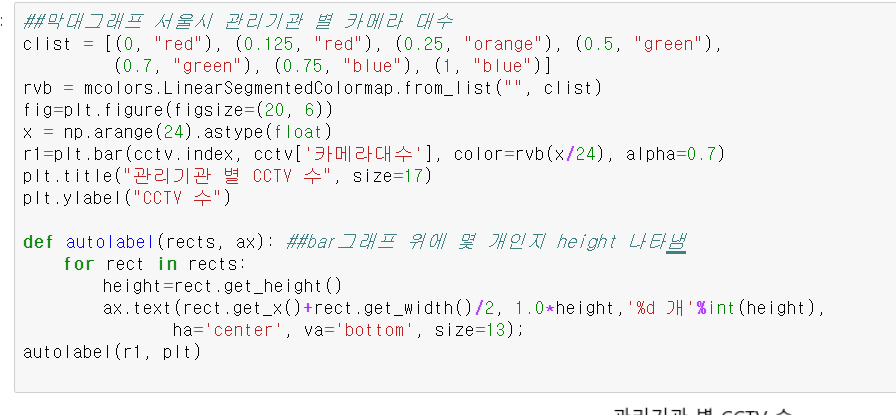 ##막대그래프 서울시 관리기관 별 카메라 대수
clist = [(0, "red"), (0.125, "red"), (0.25, "orange"), (0.5, "green"),
         (0.7, "green"), (0.75, "blue"), (1, "blue")]
rvb = mcolors.LinearSegmentedColormap.from_list("", clist)
fig=plt.figure(figsize=(20, 6))
x = np.arange(24).astype(float)
r1=plt.bar(cctv.index, cctv['카메라대수'], color=rvb(x/24), alpha=0.7)
plt.title("관리기관 별 CCTV 수", size=17)
plt.ylabel("CCTV 수")
def autolabel(rects, ax): ##bar그래프 위에 몇 개인지 height 나타냄
    for rect in rects:
        height=rect.get_height()
        ax.text(rect.get_x()+rect.get_width()/2, 1.0*height,'%d 개'%int(height),
               ha='center', va='bottom', size=13);
autolabel(r1, plt)
관리기관 별 CCTV 수